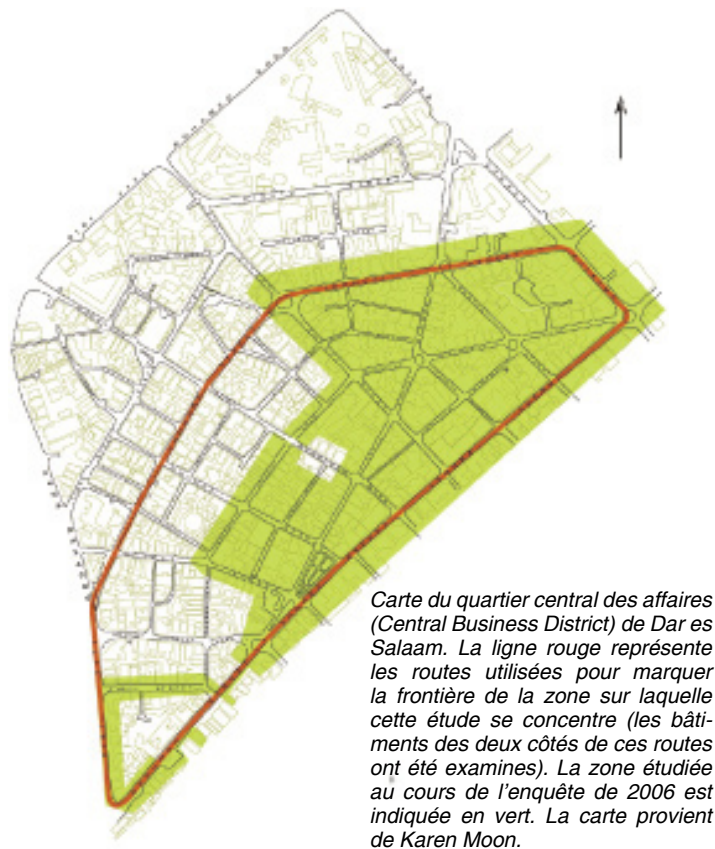 Carte du quartier central des affaires
(Central Business District) de Dar es
Salaam. La ligne rouge représente
les routes utilisées pour marquer
la frontière de la zone sur laquelle
cette étude se concentre (les bâti-
ments des deux côtés de ces routes
ont été examines). La zone étudiée
au cours de l’enquête de 2006 est
indiquée en vert. La carte provient
de Karen Moon.